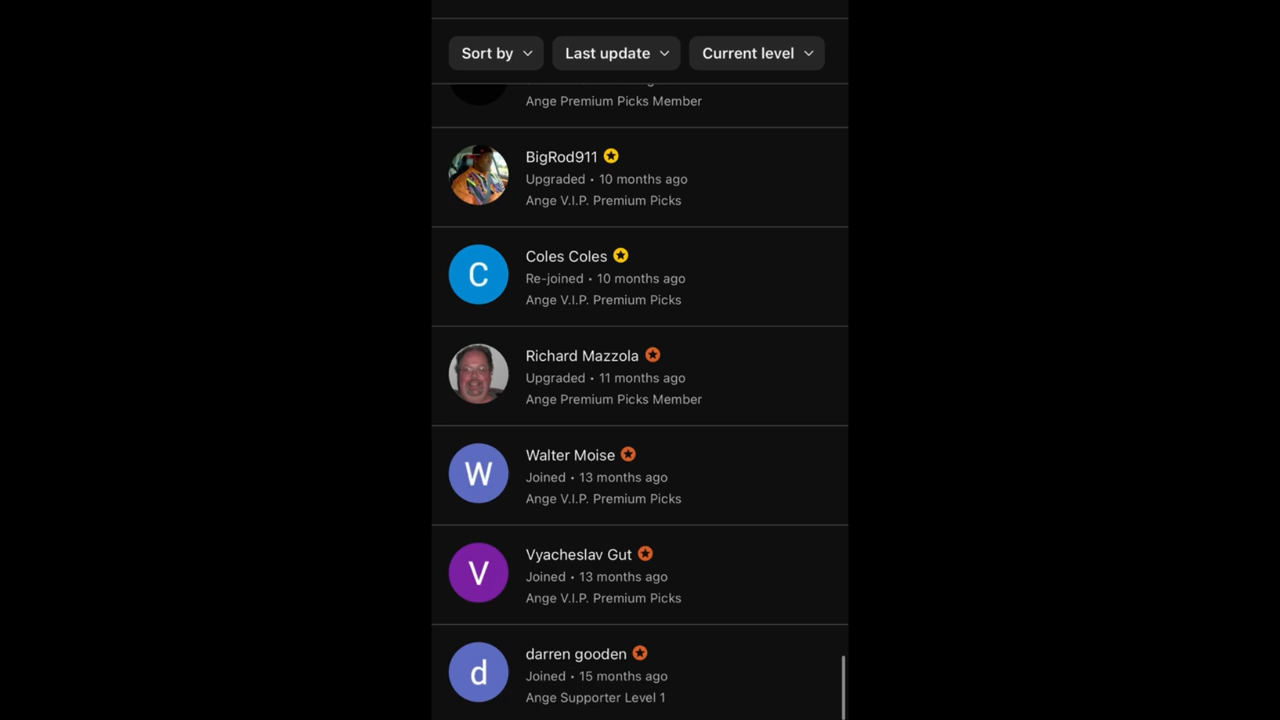 Sort by
Last update
Current level
Ange Premium Picks Member
BigRod911
Upgraded • 10 months ago
Ange V.I.P. Premium Picks
C
Coles Coles
Re-joined • 10 months ago
Ange V.I.P. Premium Picks
Richard Mazzola
Upgraded • 11 months ago
Ange Premium Picks Member
W
Walter Moise
Joined • 13 months ago
Ange V.I.P. Premium Picks
V
Vyacheslav Gut
Joined • 13 months ago
Ange V.I.P. Premium Picks
d
darren gooden
Joined • 15 months ago
Ange Supporter Level 1